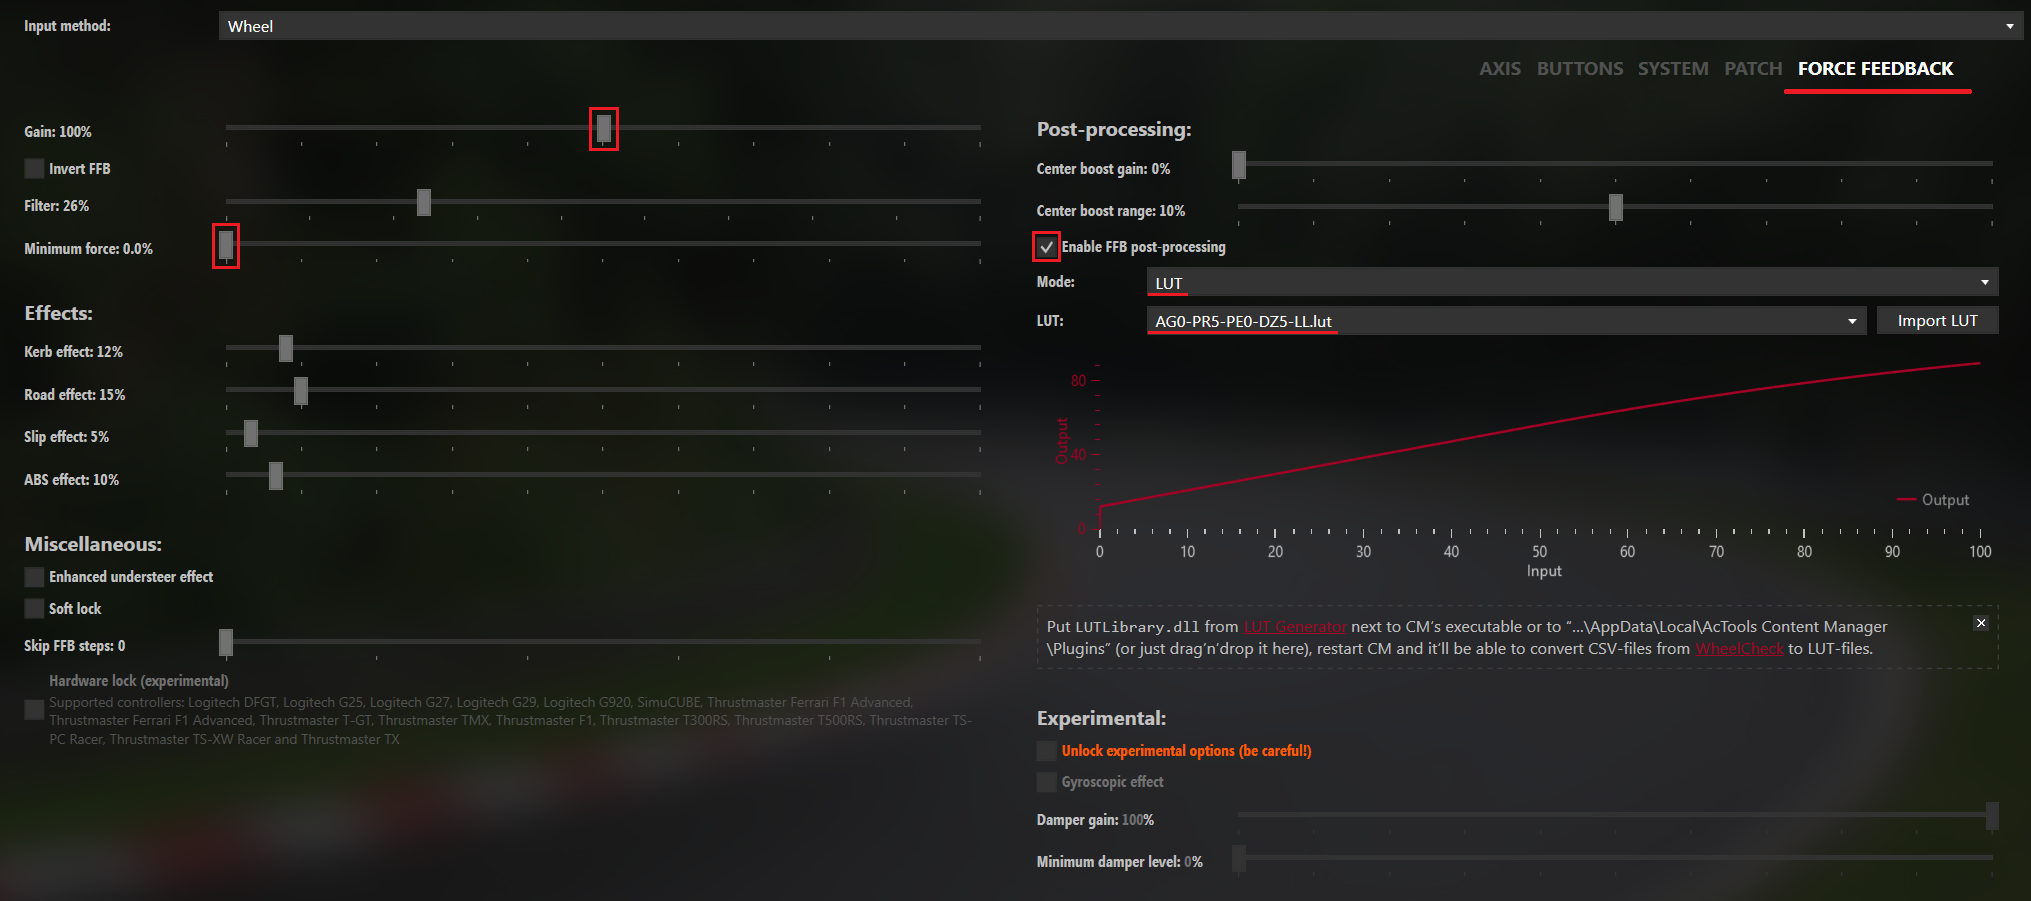 Input method:
Wheel
AXIS BUTTONS SYSTEM PATCH FORCE FEEDBACK
Gain: 100%
Invert FFB
Filter: 26%
Minimum force: 0.0%
Effects:
Kerb effect: 12%
Road effect: 15%
Slip effect: 5%
ABS effect: 10%
Miscellaneous:
Enhanced understeer effect
Soft lock
Skip FFB steps: 0
Hardware lock (experimental)
Supported controllers: Logitech DFGT, Logitech G25, Logitech G27, Logitech G29, Logitech G920, SimuCUBE, Thrustmaster Ferrari F1 Advanced,
Thrustmaster Ferrari F1 Advanced, Thrustmaster T-GT, Thrustmaster TMX, Thrustmaster F1, Thrustmaster T300RS, Thrustmaster T500RS, Thrustmaster TS-
PC Racer, Thrustmaster TS-XW Racer and Thrustmaster TX
Post-processing:
Center boost gain: 0%
Center boost range: 10%
Enable FFB post-processing
Mode:
LUT
LUT:
AG0-PR5-PE0-DZ5-LL.lut
Import LUT
80
40
0
Output
Output
0 10 20 30 40 50 60 70 80 90 100
Input
Put LUTLibrary.dll from LUT Generator next to CM’s executable or to “…\AppData\Local\AcTools Content Manager
\Plugins” (or just drag’n’drop it here), restart CM and it’ll be able to convert CSV-files from WheelCheck to LUT-files.
Experimental:
Unlock experimental options (be careful!)
Gyroscopic effect
Damper gain: 100%
Minimum damper level: 0%